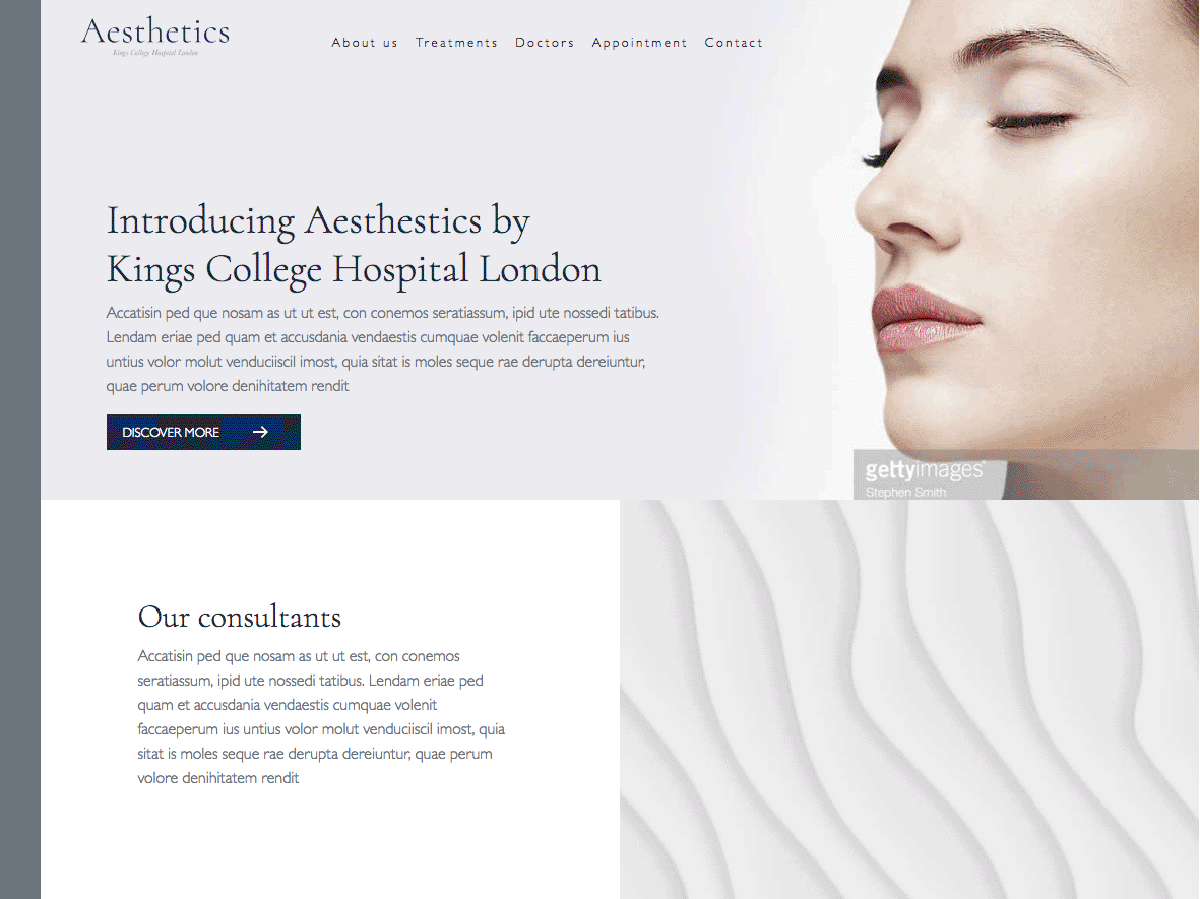 Aesthetics
Kings College Hospital London
About us Treatments Doctors Appointment Contact
Introducing Aesthestics by
Kings College Hospital London
Accatisin ped que nosam as ut ut est, con conemos seratiassum, ipid ute nossedi tatibus.
Lendam eriae ped quam et accusdania vendaestis cumquae volenit faccaeperum ius
untius volor molut venduciiscil imost, quia sitat is moles seque rae derupta dereiuntur,
quae perum volore denihitatem rendit
DISCOVER MORE
gettyimages®
Stephen Smith
Our consultants
Accatisin ped que nosam as ut ut est, con conemos
seratiassum, ipid ute nossedi tatibus. Lendam eriae ped
quam et accusdania vendaestis cumquae volenit
faccaeperum ius untius volor molut venduciiscil imost, quia
sitat is moles seque rae derupta dereiuntur, quae perum
volore denihitatem rendit